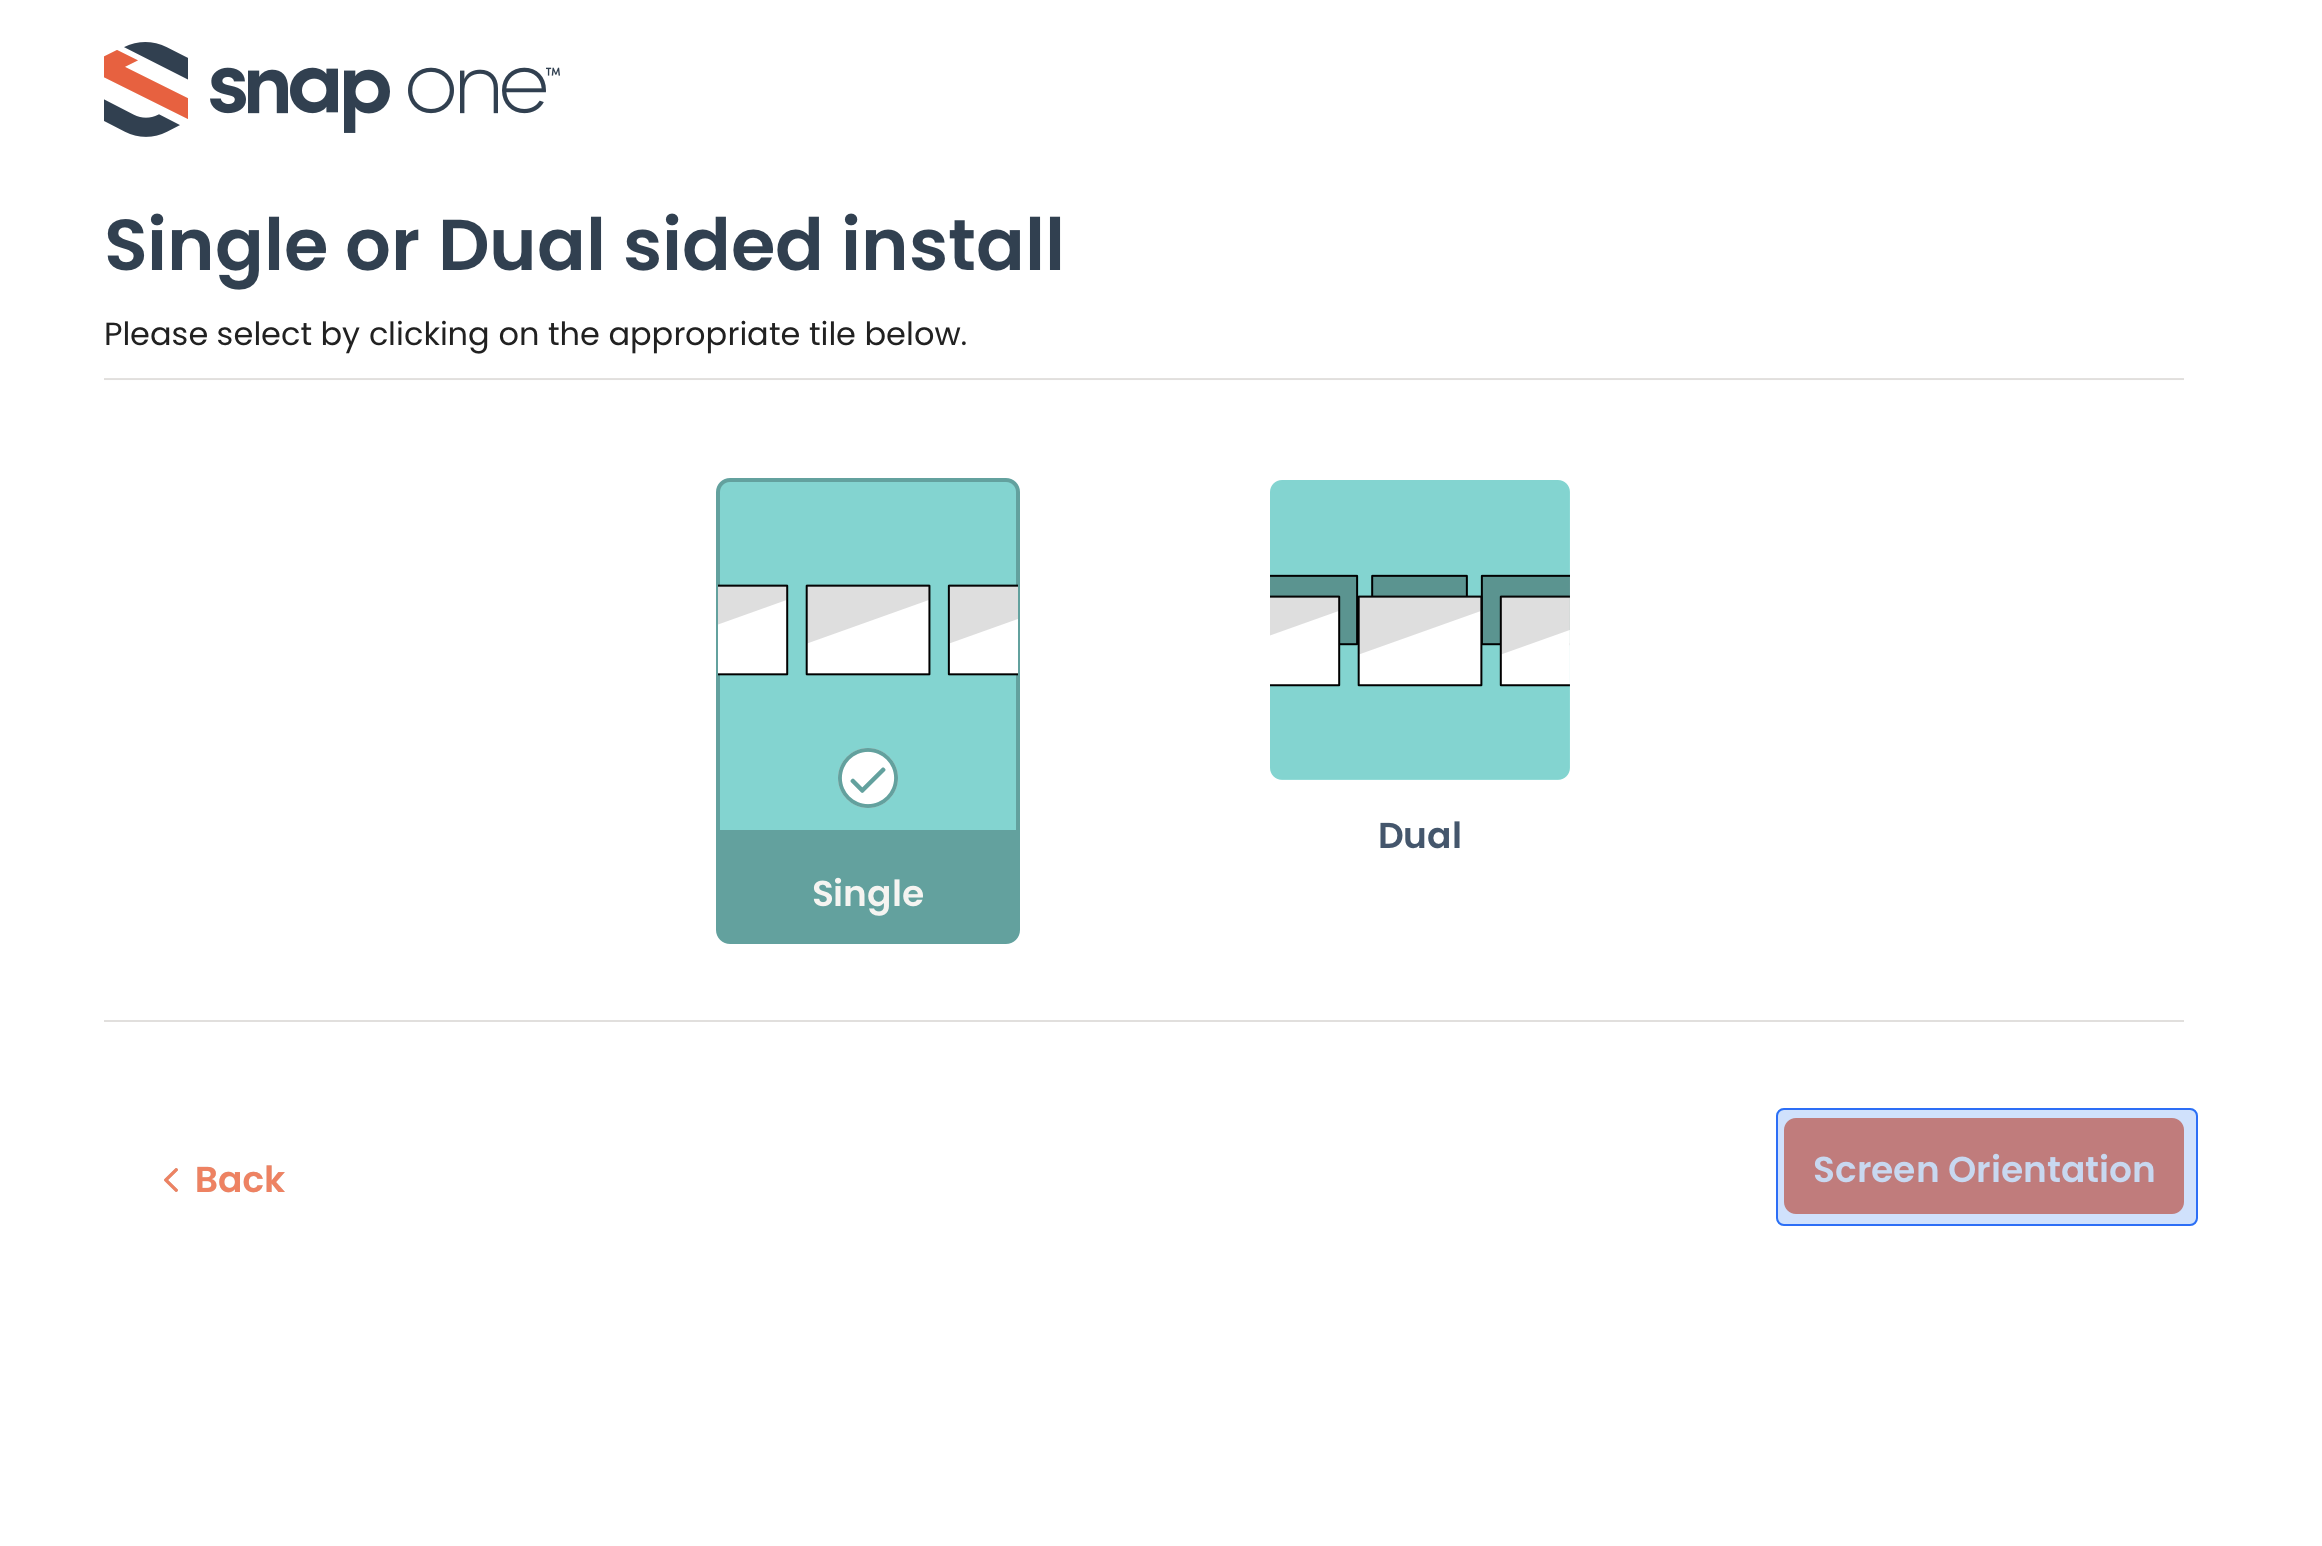 snap one™
Single or Dual sided install
Please select by clicking on the appropriate tile below.
Single
Dual
Back
Screen Orientation